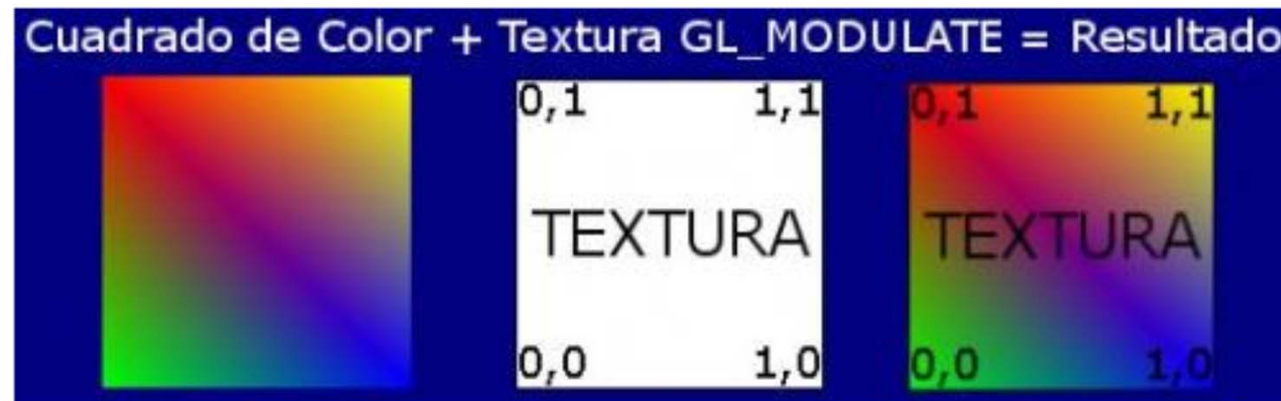 Cuadrado de Color + Textura GL_MODULATE = Resultado
0,1 1,1
TEXTURA
0,0 1,0
0,1 1,1
TEXTURA
0,0 1,0